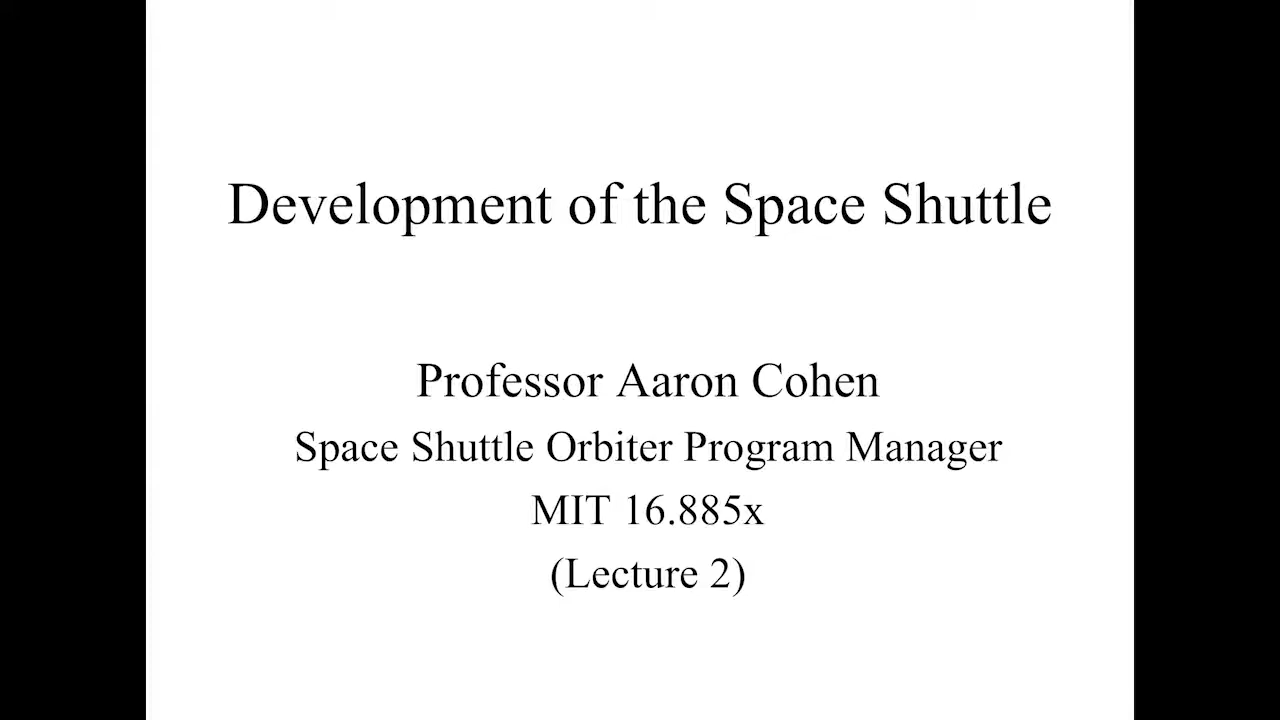 Development of the Space Shuttle
Professor Aaron Cohen
Space Shuttle Orbiter Program Manager
MIT 16.885x
(Lecture 2)